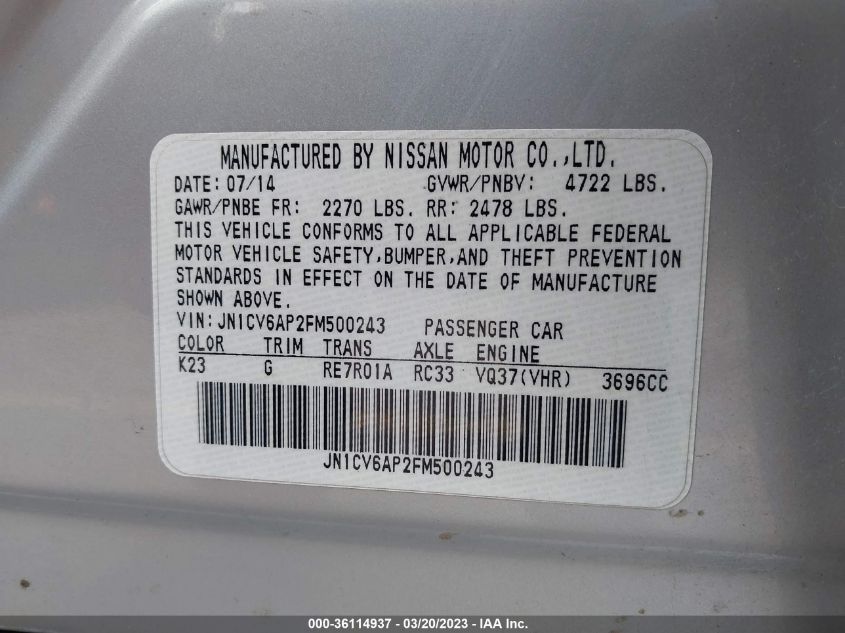 MANUFACTURED BY NISSAN MOTOR CO.,LTD.
DATE: 07/14 GVWR/PNBV: 4722 LBS.
GAWR/PNBE FR: 2270 LBS. RR: 2478 LBS.
THIS VEHICLE CONFORMS TO ALL APPLICABLE FEDERAL
MOTOR VEHICLE SAFETY,BUMPER,AND THEFT PREVENTION
STANDARDS IN EFFECT ON THE DATE OF MANUFACTURE
SHOWN ABOVE.
VIN: JN1CV6AP2FM500243 PASSENGER CAR
COLOR TRIM TRANS AXLE ENGINE
K23 G RE7R01A RC33 VQ37(VHR) 3696CC
JN1CV6AP2FM500243
000-36114937 - 03/20/2023 - IAA Inc.